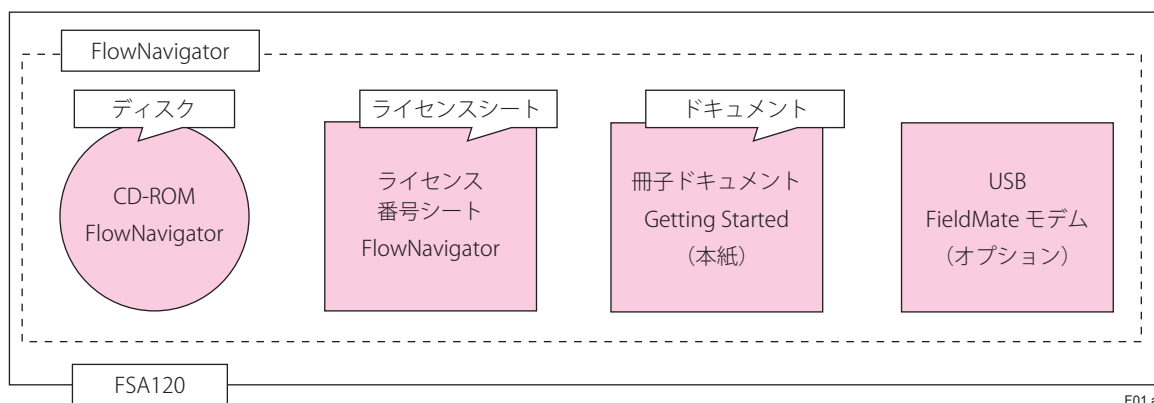 FlowNavigator
ディスク
CD-ROM
FlowNavigator
ライセンスシート
ライセンス
番号シート
FlowNavigator
ドキュメント
冊子ドキュメント
Getting Started
（本紙）
USB
FieldMate モデム
（オプション）
FSA120